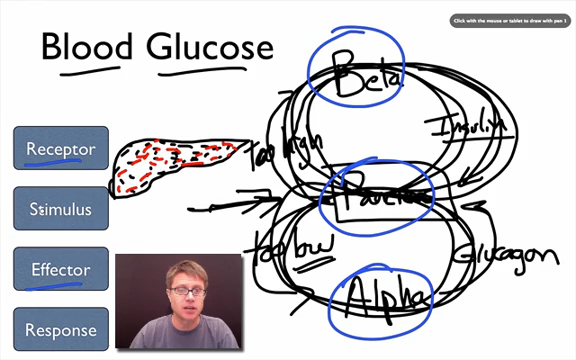 Click with the mouse or tablet to draw with pen 1
Blood Glucose
Beta
Receptor
Too high
Insulin
Stimulus
Too low
Glucagon
Effector
Alpha
Response